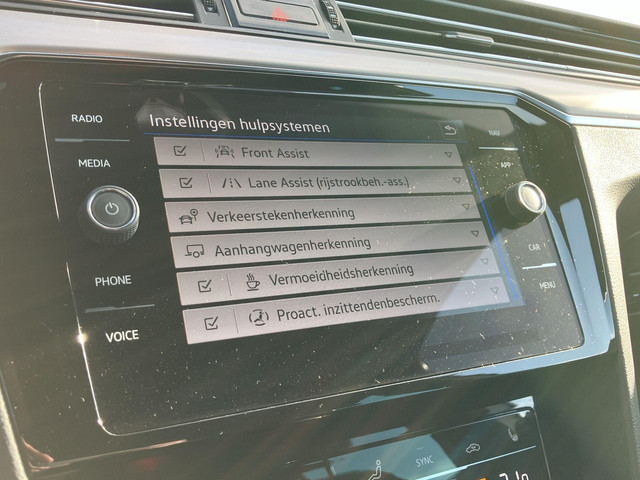 RADIO
MEDIA
PHONE
VOICE
Instellingen hulpsystemen
Front Assist
Lane Assist (rijstrookbeh.-ass.)
Verkeerstekenherkenning
Aanhangwagenherkenning
Vermoeidheidsherkenning
Proact. inzittendenbescherm.
NAV
APP
CAR
MENU
SYNC